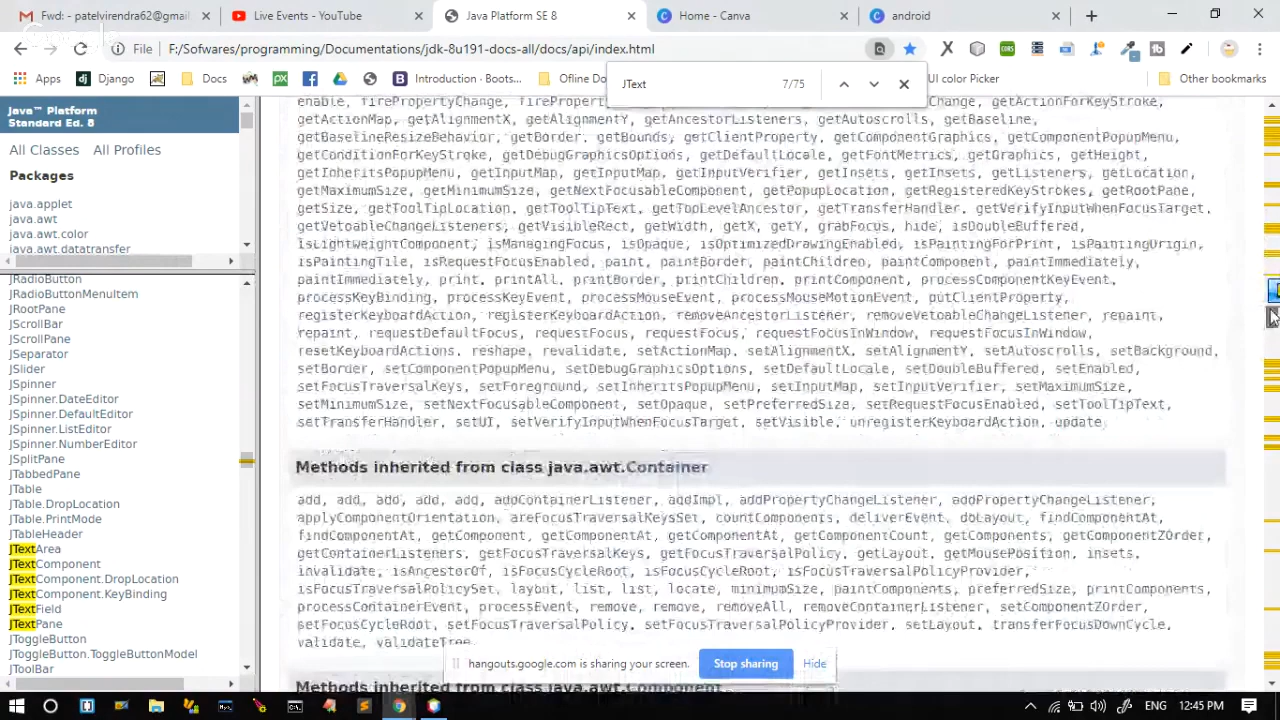 Fwd: patelvirendra62@gmail
Live Events - YouTube
Java Platform SE 8
Home - Canva
android
File
F:/Sofwares/programming/Documentations/jdk-8u191-docs-all/docs/api/index.html
Apps
Django
Docs
Introduction - Boots...
Ofline Do
UI color Picker
Other bookmarks
JText
7/75
Java™ Platform
Standard Ed. 8
All Classes All Profiles
Packages
java.applet
java.awt
java.awt.color
java.awt.datatransfer
JRadioButton
JRadioButtonMenuItem
JRootPane
JScrollBar
JScrollPane
JSeparator
JSlider
JSpinner
JSpinner.DateEditor
JSpinner.DefaultEditor
JSpinner.ListEditor
JSpinner.NumberEditor
JSplitPane
JTabbedPane
JTable
JTable.DropLocation
JTable.PrintMode
JTableHeader
JTextArea
JTextComponent
JTextComponent.DropLocation
JTextComponent.KeyBinding
JTextField
JTextPane
JToggleButton
JToggleButton.ToggleButtonModel
JToolBar
enable, firePropertyChange, getActionForKeyStroke,
getActionMap, getAlignmentX, getAlignmentY, getAncestorListeners, getAutoscrolls, getBaseline,
getBaselineResizeBehavior, getBorder, getBounds, getClientProperty, getComponentGraphics, getComponentPopupMenu,
getConditionForKeyStroke, getDebugGraphicsOptions, getDefaultLocale, getFontMetrics, getGraphics, getHeight,
getInheritsPopupMenu, getInputMap, getInputMap, getInputVerifier, getInsets, getInsets, getListeners, getLocation,
getMaximumSize, getMinimumSize, getNextFocusableComponent, getPopupLocation, getRegisteredKeyStrokes, getRootPane,
getSize, getToolTipLocation, getToolTipText, getTopLevelAncestor, getTransferHandler, getVerifyInputWhenFocusTarget,
getVetoableChangeListeners, getVisibleRect, getWidth, getX, getY, grabFocus, hide, isDoubleBuffered,
isLightweightComponent, isManagingFocus, isOpaque, isOptimizedDrawingEnabled, isPaintingForPrint, isPaintingOrigin,
isPaintingTile, isRequestFocusEnabled, paint, paintBorder, paintChildren, paintComponent, paintImmediately,
paintImmediately, print, printAll, printBorder, printChildren, printComponent, processComponentKeyEvent,
processKeyBinding, processKeyEvent, processMouseEvent, processMouseMotionEvent, putClientProperty,
registerKeyboardAction, registerKeyboardAction, removeAncestorListener, removeVetoableChangeListener, repaint,
repaint, requestDefaultFocus, requestFocus, requestFocus, requestFocusInWindow, requestFocusInWindow,
resetKeyboardActions, reshape, revalidate, setActionMap, setAlignmentX, setAlignmentY, setAutoscrolls, setBackground,
setBorder, setComponentPopupMenu, setDebugGraphicsOptions, setDefaultLocale, setDoubleBuffered, setEnabled,
setFocusTraversalKeys, setFont, setForeground, setInheritsPopupMenu, setInputMap, setInputVerifier, setMaximumSize,
setMinimumSize, setNextFocusableComponent, setOpaque, setPreferredSize, setRequestFocusEnabled, setToolTipText,
setTransferHandler, setUI, setVerifyInputWhenFocusTarget, setVisible, unregisterKeyboardAction, update
Methods inherited from class java.awt.Container
add, add, add, add, add, addContainerListener, addImpl, addPropertyChangeListener, addPropertyChangeListener,
applyComponentOrientation, areFocusTraversalKeysSet, countComponents, deliverEvent, doLayout, findComponentAt,
findComponentAt, getComponent, getComponentAt, getComponentAt, getComponentCount, getComponents, getComponentZOrder,
getContainerListeners, getFocusTraversalKeys, getFocusTraversalPolicy, getLayout, getMousePosition, insets,
invalidate, isAncestorOf, isFocusCycleRoot, isFocusCycleRoot, isFocusTraversalPolicyProvider,
isFocusTraversalPolicySet, layout, list, list, locate, minimumSize, paintComponents, preferredSize, printComponents,
processContainerEvent, processEvent, remove, remove, removeAll, removeContainerListener, setComponentZOrder,
setFocusCycleRoot, setFocusTraversalPolicy, setFocusTraversalPolicyProvider, setLayout, transferFocusDownCycle,
validate, validateTree
Methods inherited from class java.awt.Component
hangouts.google.com is sharing your screen.
Stop sharing
Hide
ENG
12:45 PM